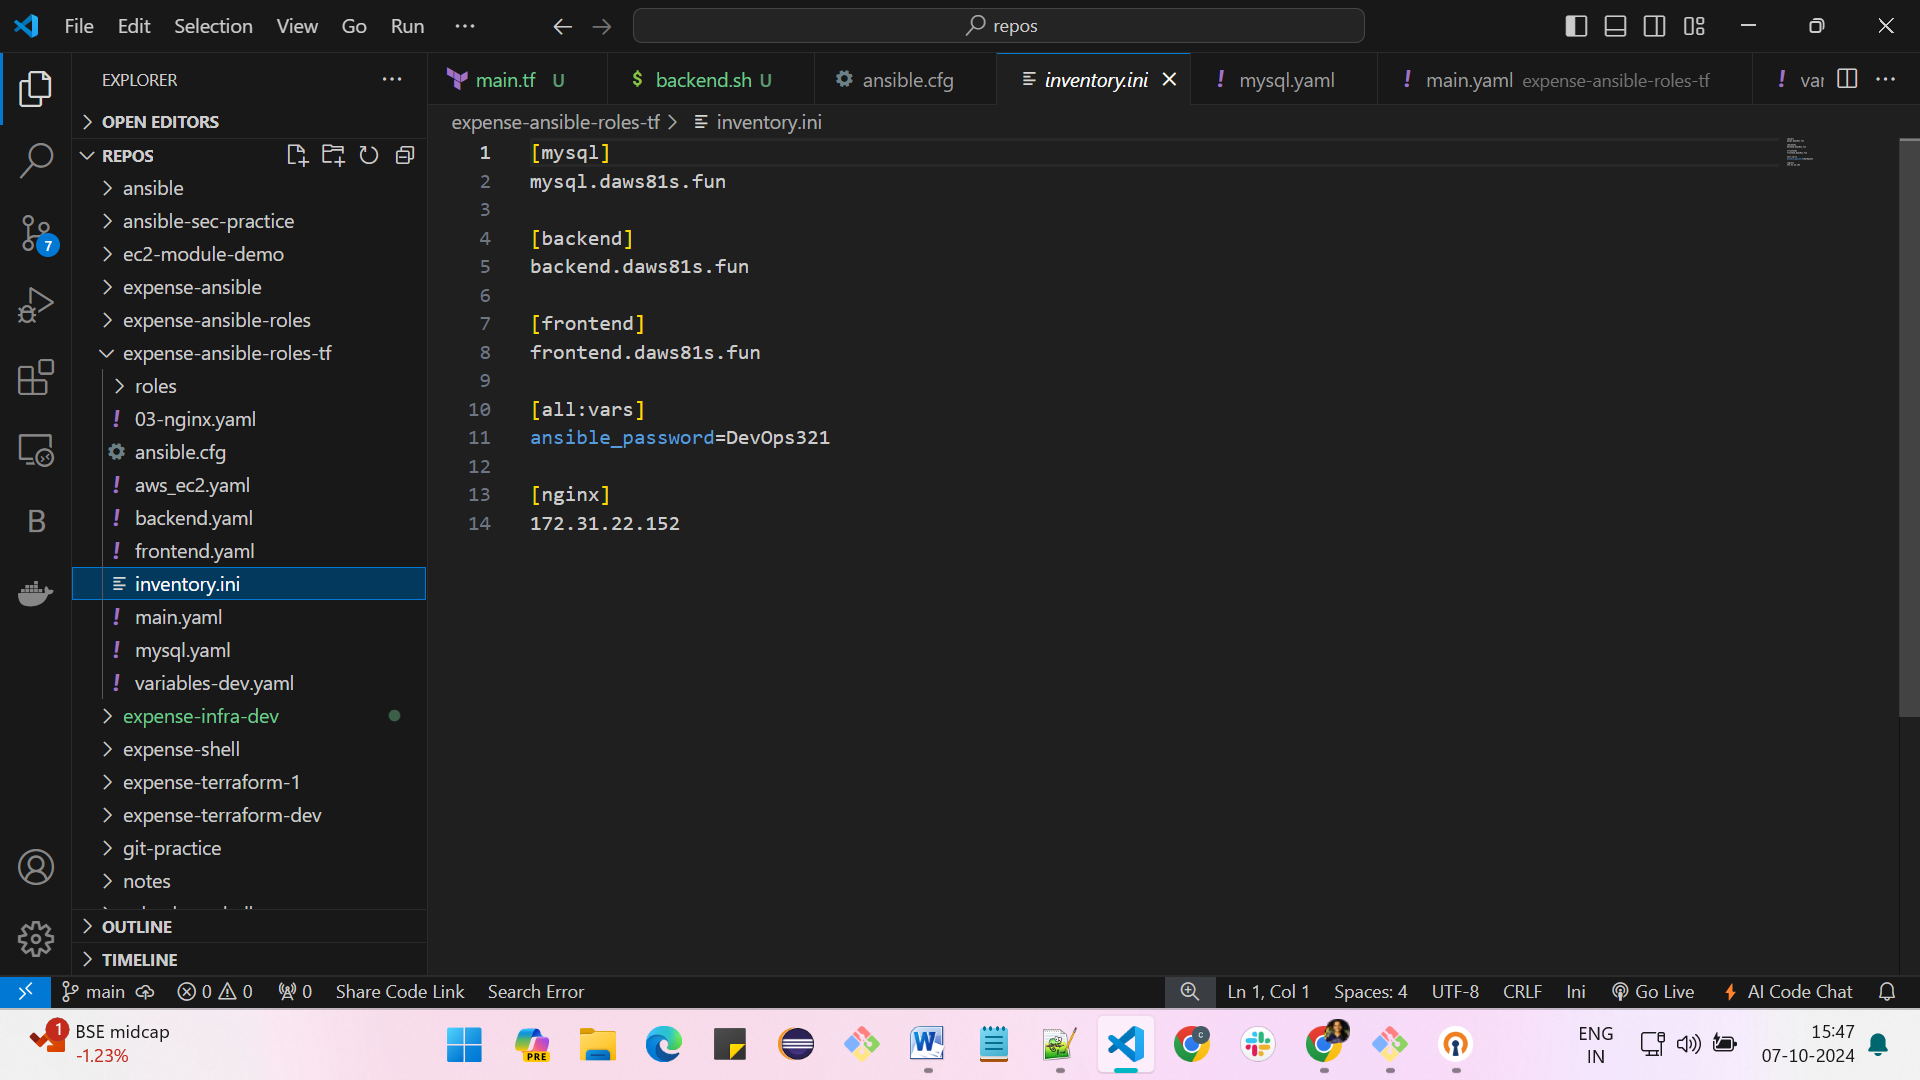 File Edit Selection View Go Run ···
repos
EXPLORER ···
OPEN EDITORS
REPOS
ansible
ansible-sec-practice
ec2-module-demo
expense-ansible
expense-ansible-roles
expense-ansible-roles-tf
roles
! 03-nginx.yaml
ansible.cfg
! aws_ec2.yaml
! backend.yaml
! frontend.yaml
inventory.ini
! main.yaml
! mysql.yaml
! variables-dev.yaml
expense-infra-dev
expense-shell
expense-terraform-1
expense-terraform-dev
git-practice
notes
OUTLINE
TIMELINE
7
B
main.tf U
$ backend.sh U
ansible.cfg
inventory.ini
! mysql.yaml
! main.yaml expense-ansible-roles-tf
! var
···
expense-ansible-roles-tf > inventory.ini
1 [mysql]
2 mysql.daws81s.fun
3
4 [backend]
5 backend.daws81s.fun
6
7 [frontend]
8 frontend.daws81s.fun
9
10 [all:vars]
11 ansible_password=DevOps321
12
13 [nginx]
14 172.31.22.152
main 0 0 0 Share Code Link Search Error
Ln 1, Col 1 Spaces: 4 UTF-8 CRLF Ini Go Live AI Code Chat
1
BSE midcap
-1.23%
PRE
W
C
ENG
IN
15:47
07-10-2024